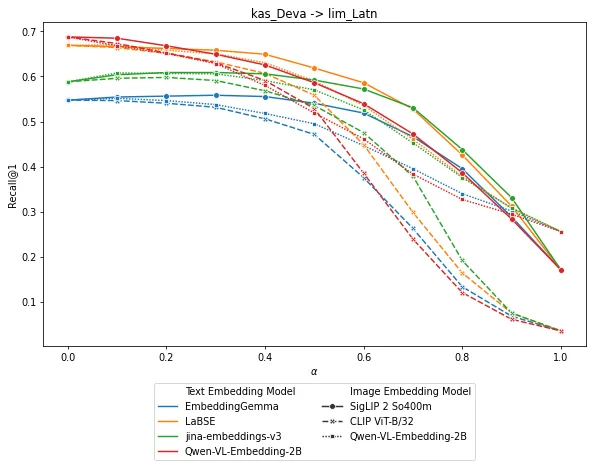 kas_Deva -> lim_Latn
0.7
0.6
0.5
0.4
0.3
0.2
0.1
Recall@1
0.0 0.2 0.4 0.6 0.8 1.0
α
Text Embedding Model
EmbeddingGemma
LaBSE
jina-embeddings-v3
Qwen-VL-Embedding-2B
Image Embedding Model
SigLIP 2 So400m
CLIP ViT-B/32
Qwen-VL-Embedding-2B